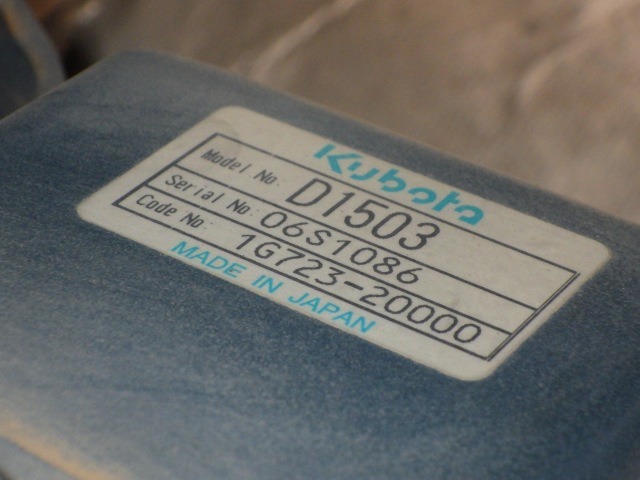 Kubota
Model No. D1503
Serial No. 06S1086
Code No. 1G723-20000
MADE IN JAPAN